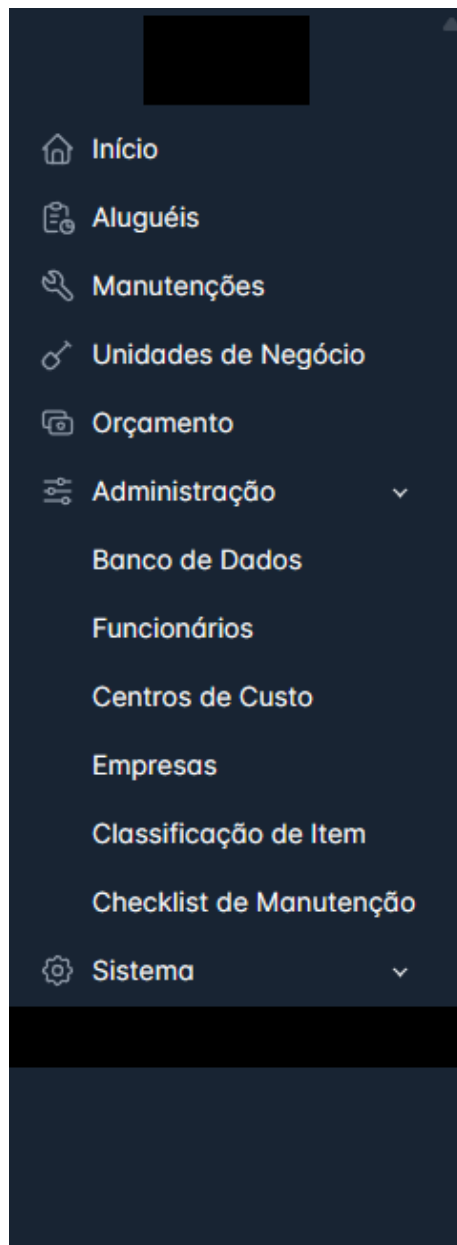 Início
Aluguéis
Manutenções
Unidades de Negócio
Orçamento
Administração
Banco de Dados
Funcionários
Centros de Custo
Empresas
Classificação de Item
Checklist de Manutenção
Sistema